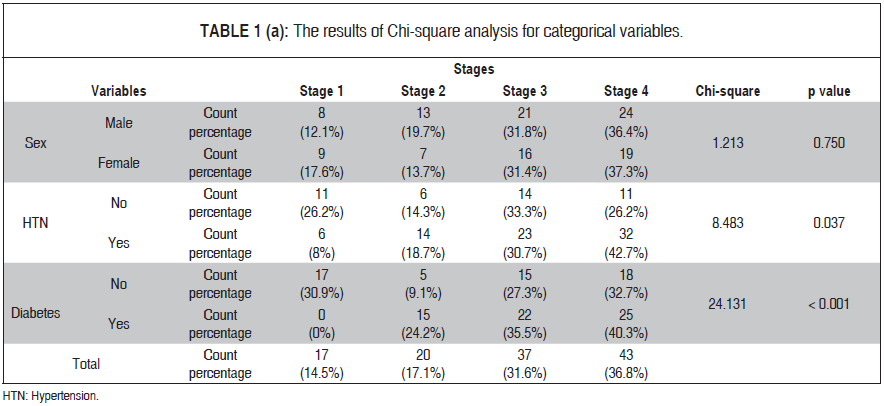 TABLE 1 (a): The results of Chi-square analysis for categorical variables.
Stages
Variables Stage 1 Stage 2 Stage 3 Stage 4 Chi-square p value
Sex Male Count 8 13 21 24 1.213 0.750
percentage (12.1%) (19.7%) (31.8%) (36.4%)
Female Count 9 7 16 19
percentage (17.6%) (13.7%) (31.4%) (37.3%)
HTN No Count 11 6 14 11 8.483 0.037
percentage (26.2%) (14.3%) (33.3%) (26.2%)
Yes Count 6 14 23 32
percentage (8%) (18.7%) (30.7%) (42.7%)
Diabetes No Count 17 5 15 18 24.131 < 0.001
percentage (30.9%) (9.1%) (27.3%) (32.7%)
Yes Count 0 15 22 25
percentage (0%) (24.2%) (35.5%) (40.3%)
Total Count 17 20 37 43
percentage (14.5%) (17.1%) (31.6%) (36.8%)
HTN: Hypertension.